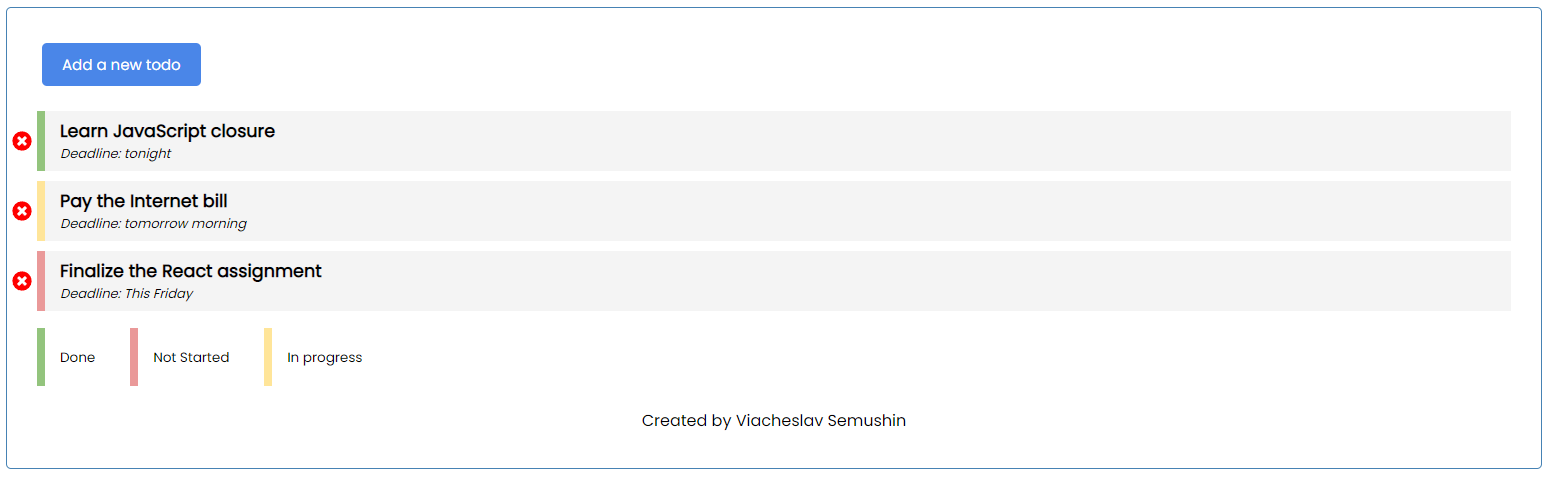 Add a new todo
Learn JavaScript closure
Deadline: tonight
Pay the Internet bill
Deadline: tomorrow morning
Finalize the React assignment
Deadline: This Friday
Done Not Started In progress
Created by Viacheslav Semushin